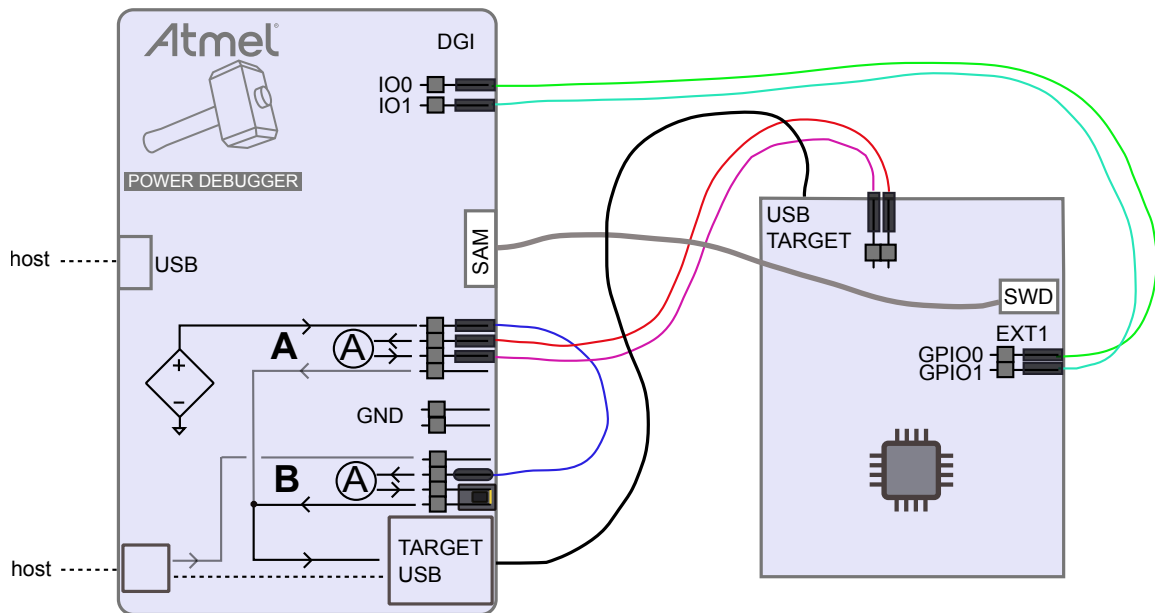 Atmel®
DGI
IO0
IO1
POWER DEBUGGER
USB
TARGET
host
USB
SAM
SWD
A
A
EXT1
GPIO0
GPIO1
+
−
GND
B
A
TARGET
USB
host